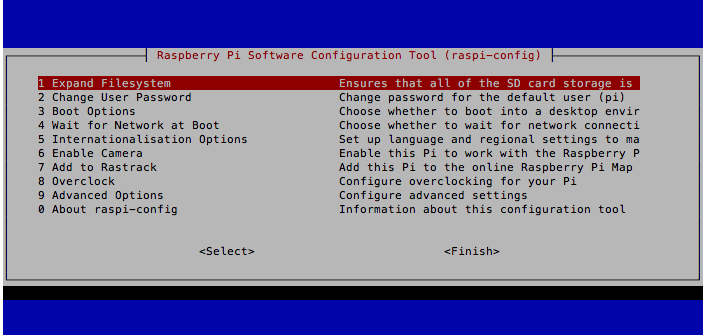 Raspberry Pi Software Configuration Tool (raspi-config)
1 Expand Filesystem Ensures that all of the SD card storage is
2 Change User Password Change password for the default user (pi)
3 Boot Options Choose whether to boot into a desktop envir
4 Wait for Network at Boot Choose whether to wait for network connecti
5 Internationalisation Options Set up language and regional settings to ma
6 Enable Camera Enable this Pi to work with the Raspberry P
7 Add to Rastrack Add this Pi to the online Raspberry Pi Map
8 Overclock Configure overclocking for your Pi
9 Advanced Options Configure advanced settings
0 About raspi-config Information about this configuration tool
<Select> <Finish>